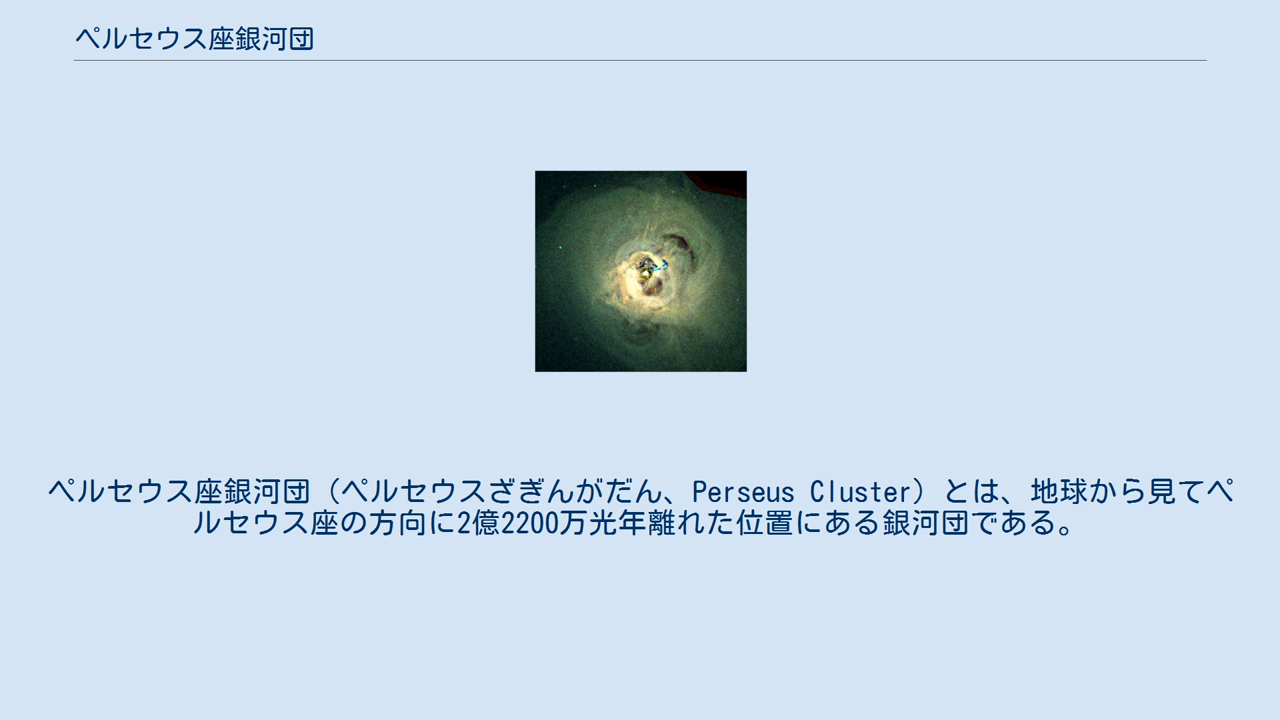 ペルセウス座銀河団
ペルセウス座銀河団（ペルセウスざぎんがだん、Perseus Cluster）とは、地球から見てペ
ルセウス座の方向に2億2200万光年離れた位置にある銀河団である。